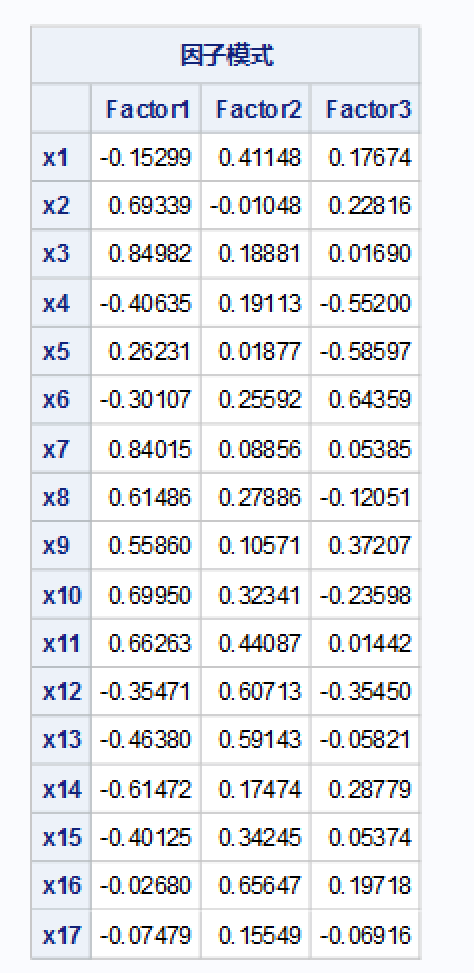 因子模式
Factor1 Factor2 Factor3
x1 -0.15299 0.41148 0.17674
x2 0.69339 -0.01048 0.22816
x3 0.84982 0.18881 0.01690
x4 -0.40635 0.19113 -0.55200
x5 0.26231 0.01877 -0.58597
x6 -0.30107 0.25592 0.64359
x7 0.84015 0.08856 0.05385
x8 0.61486 0.27886 -0.12051
x9 0.55860 0.10571 0.37207
x10 0.69950 0.32341 -0.23598
x11 0.66263 0.44087 0.01442
x12 -0.35471 0.60713 -0.35450
x13 -0.46380 0.59143 -0.05821
x14 -0.61472 0.17474 0.28779
x15 -0.40125 0.34245 0.05374
x16 -0.02680 0.65647 0.19718
x17 -0.07479 0.15549 -0.06916